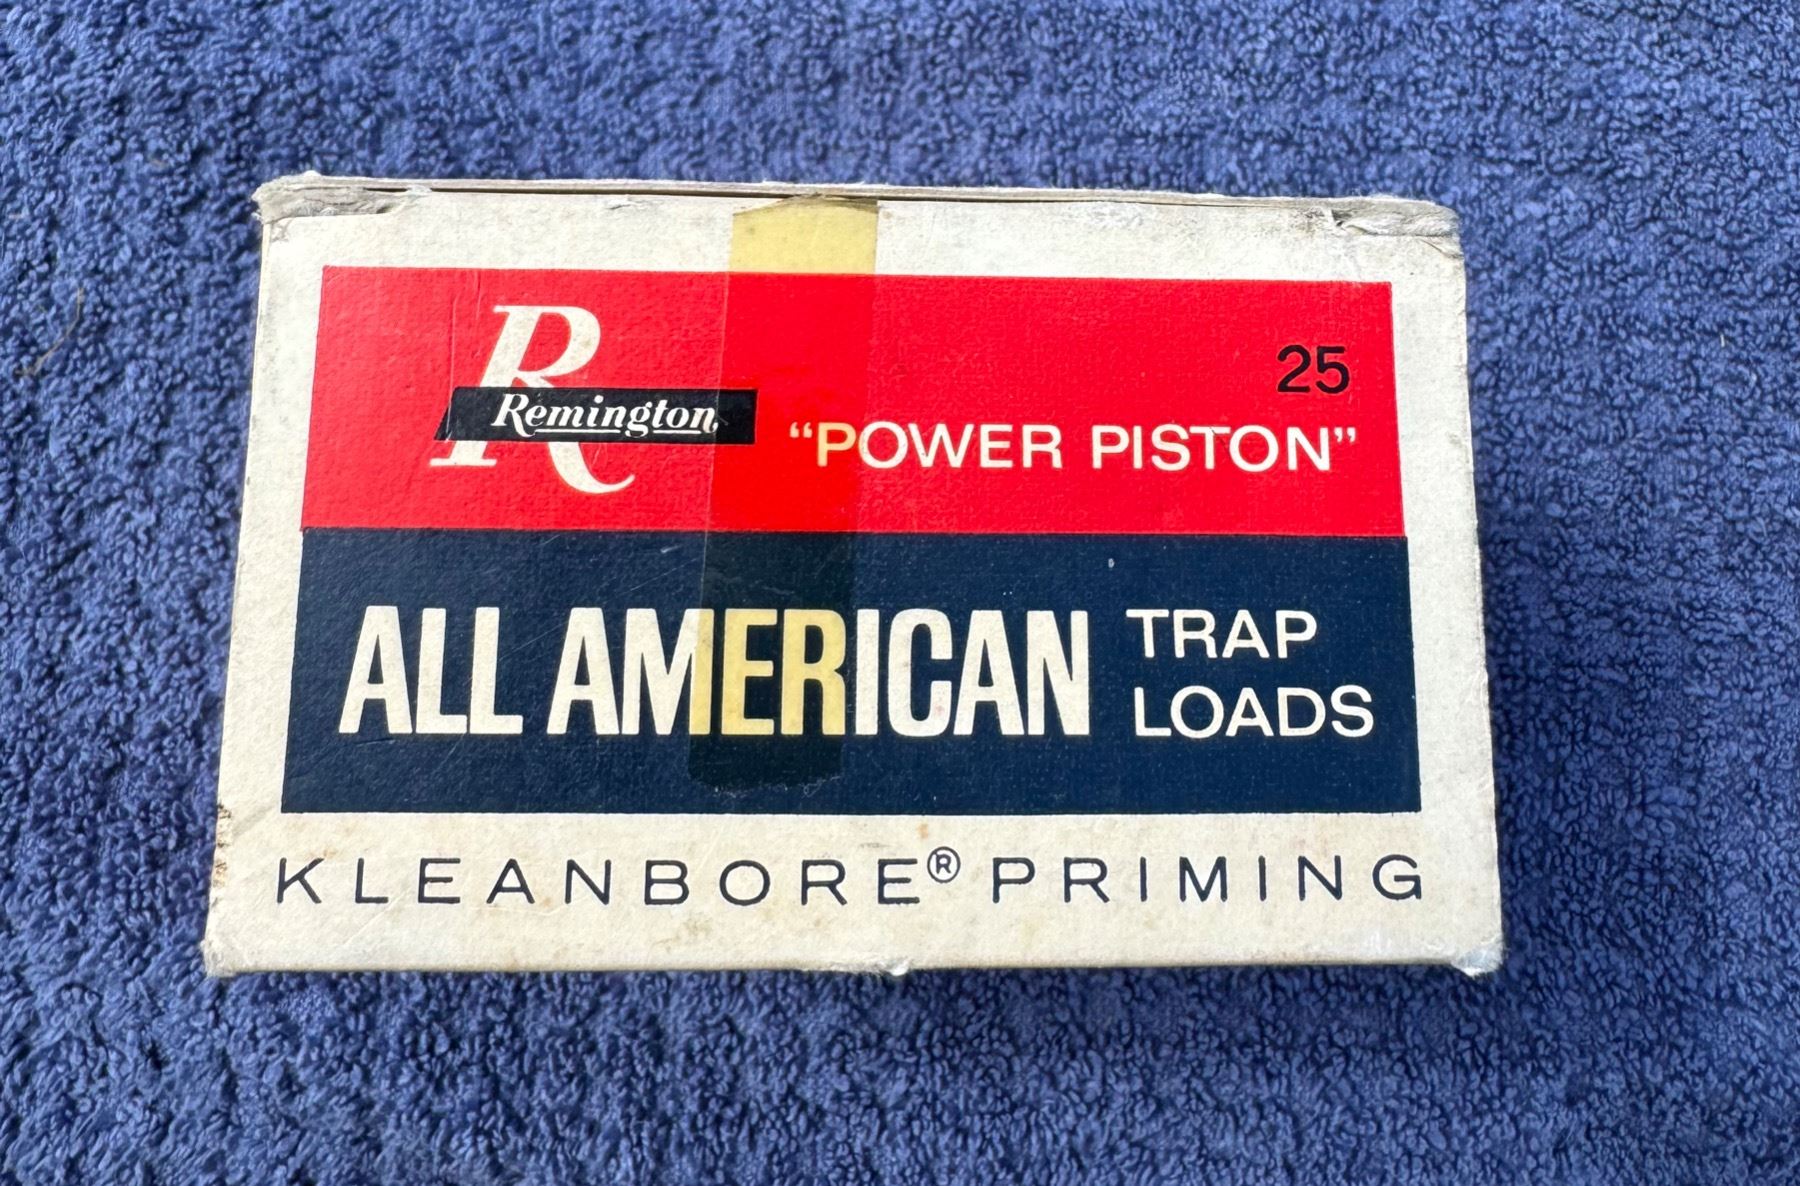 R
Remington
25
“POWER PISTON”
ALL AMERICAN TRAP
LOADS
KLEANBORE® PRIMING